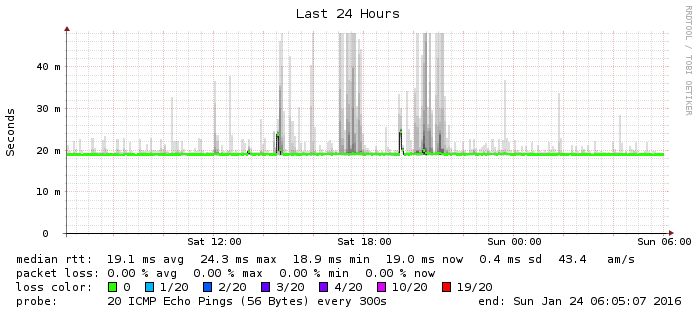 Last 24 Hours
RRDTOOL / TOBI OETIKER
Seconds
40 m
30 m
20 m
10 m
0
Sat 12:00 Sat 18:00 Sun 00:00 Sun 06:00
median rtt: 19.1 ms avg 24.3 ms max 18.9 ms min 19.0 ms now 0.4 ms sd 43.4 am/s
packet loss: 0.00 % avg 0.00 % max 0.00 % min 0.00 % now
loss color: 0 1/20 2/20 3/20 4/20 10/20 19/20
probe: 20 ICMP Echo Pings (56 Bytes) every 300s end: Sun Jan 24 06:05:07 2016